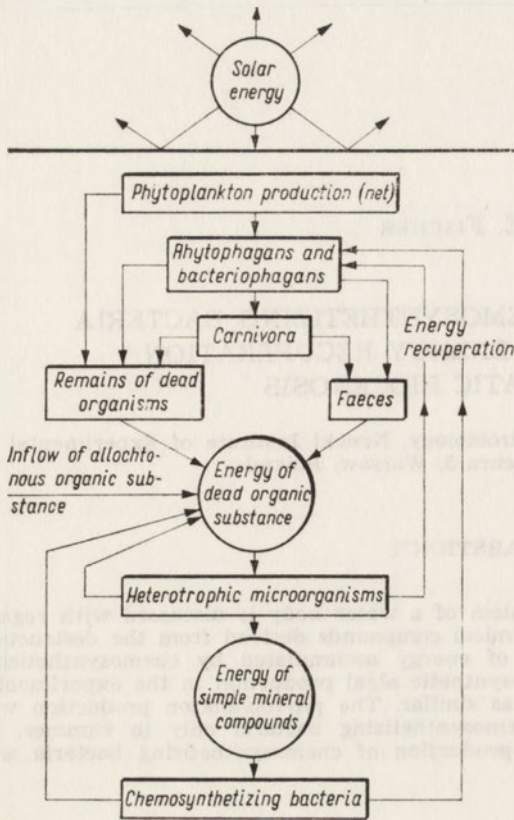 Solar
energy
Phytoplankton production (net)
Rhytophagans and
bacteriophagans
Carnivora
Energy
recuperation
Remains of dead
organisms
Faeces
Inflow of allochto-
nous organic sub-
stance
Energy of
dead organic
substance
Heterotrophic microorganisms
Energy of
simple reduced
compounds
Chemosynthetizing bacteria